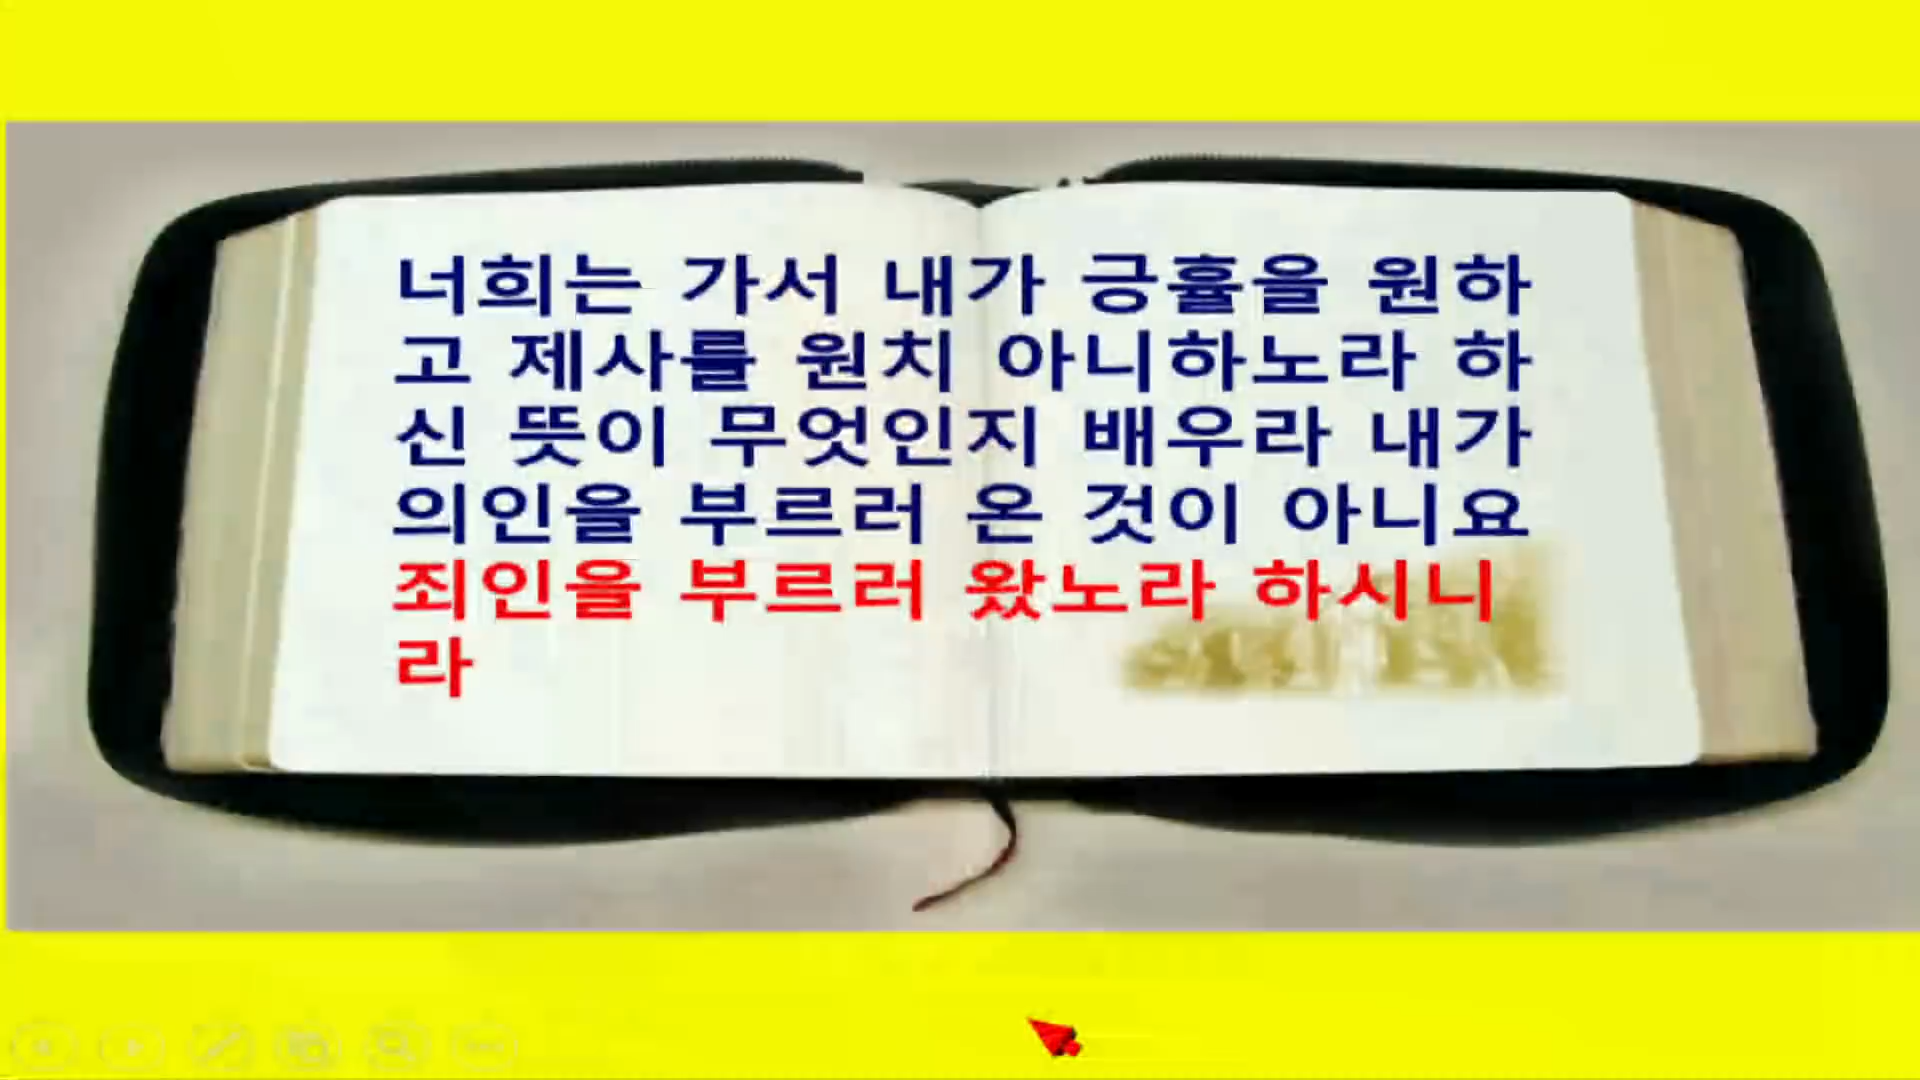 너희는 가서 내가 긍휼을 원하
고 제사를 원치 아니하노라 하
신 뜻이 무엇인지 배우라 내가
의인을 부르러 온 것이 아니요
죄인을 부르러 왔노라 하시니
라